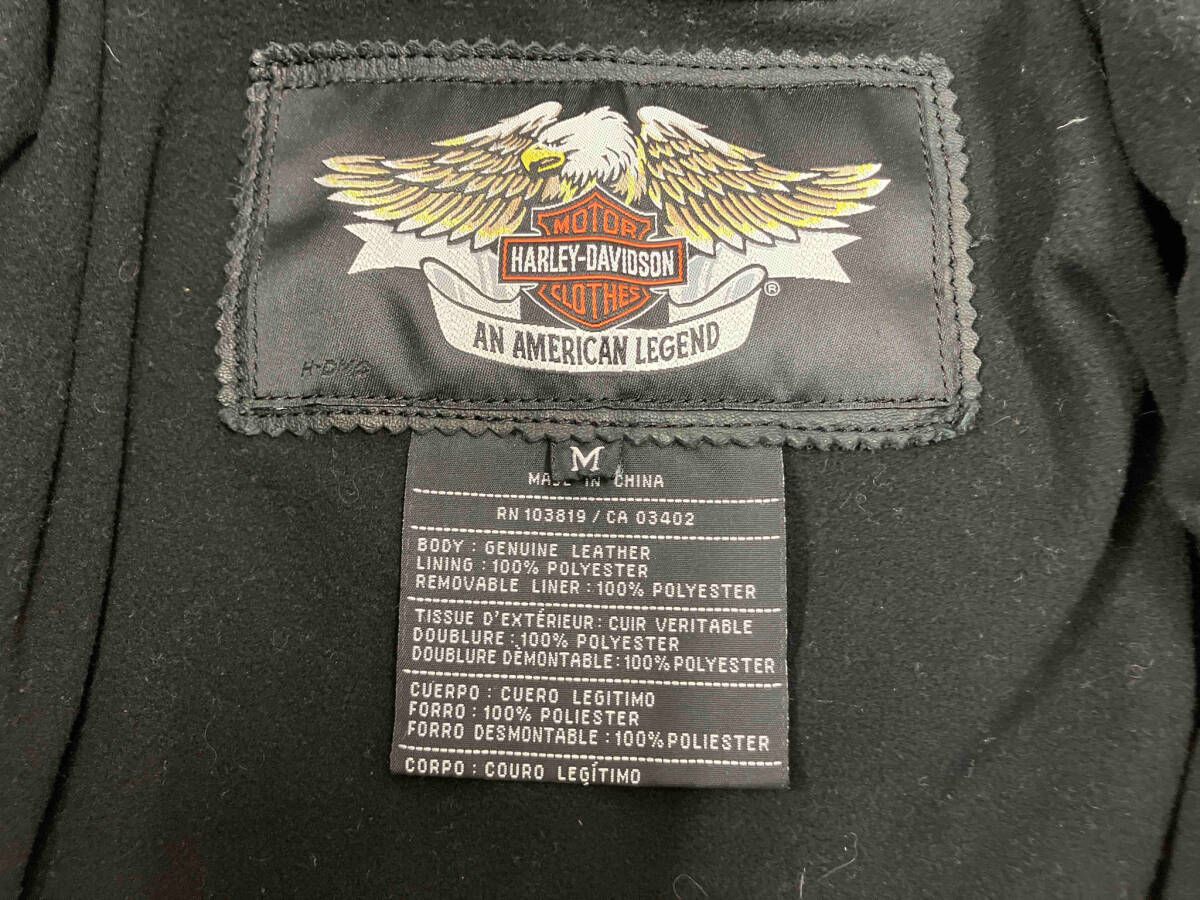 MOTOR
HARLEY-DAVIDSON
CLOTHES
®
AN AMERICAN LEGEND
M
MADE IN CHINA
RN 103819 / CA 03402
BODY : GENUINE LEATHER
LINING : 100% POLYESTER
REMOVABLE LINER : 100% POLYESTER
TISSUE D'EXTÉRIEUR : CUIR VERITABLE
DOUBLURE : 100% POLYESTER
DOUBLURE DÈMONTABLE : 100% POLYESTER
CUERPO : CUERO LEGITIMO
FORRO : 100% POLIESTER
FORRO DESMONTABLE : 100% POLIESTER
CORPO : COURO LEGÍTIMO